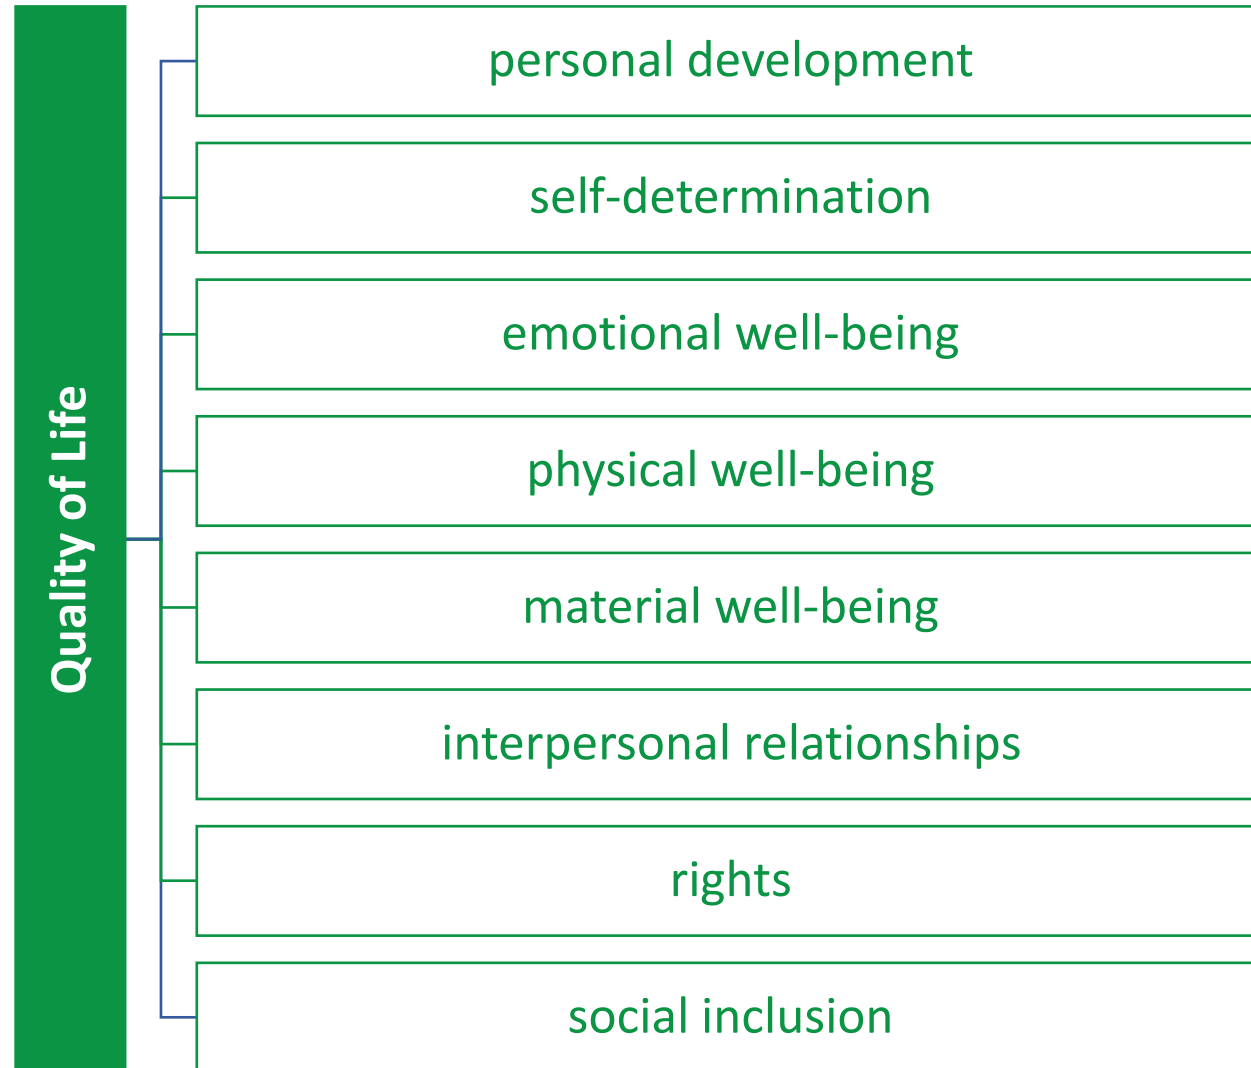 Quality of Life
personal development
self-determination
emotional well-being
physical well-being
material well-being
interpersonal relationships
rights
social inclusion